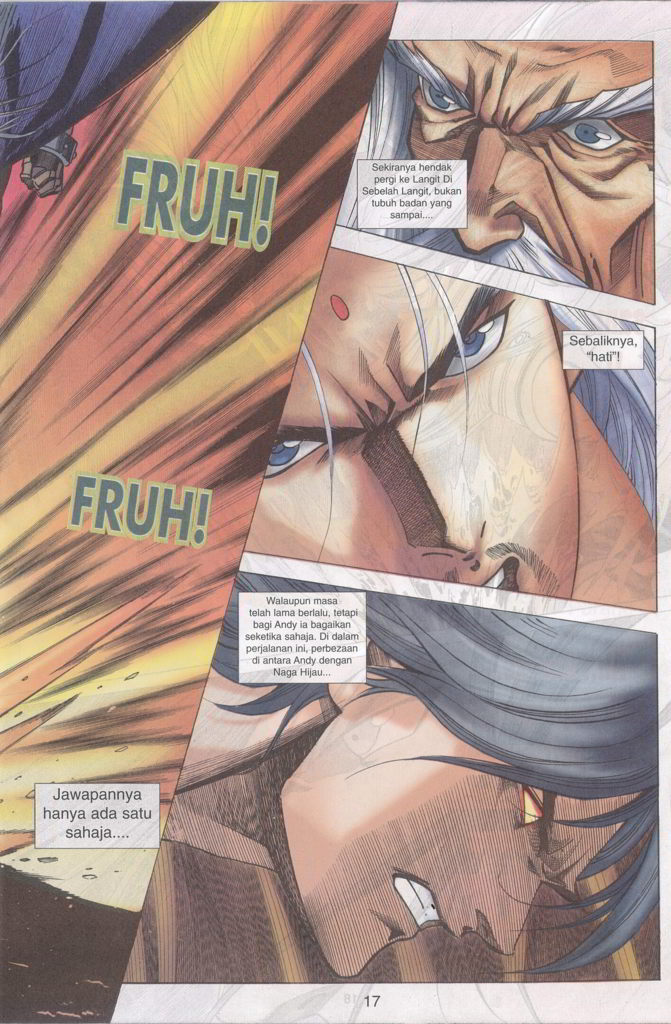 FRUH!
Sekiranya hendak
pergi ke Langit Di
Sebelah Langit, bukan
tubuh badan yang
sampai....
Sebaliknya,
“hati”!
FRUH!
Walaupun masa
telah lama berlalu, tetapi
bagi Andy ia bagaikan
seketika sahaja. Di dalam
perjalanan ini, perbezaan
di antara Andy dengan
Naga Hijau...
Jawapannya
hanya ada satu
sahaja....
17